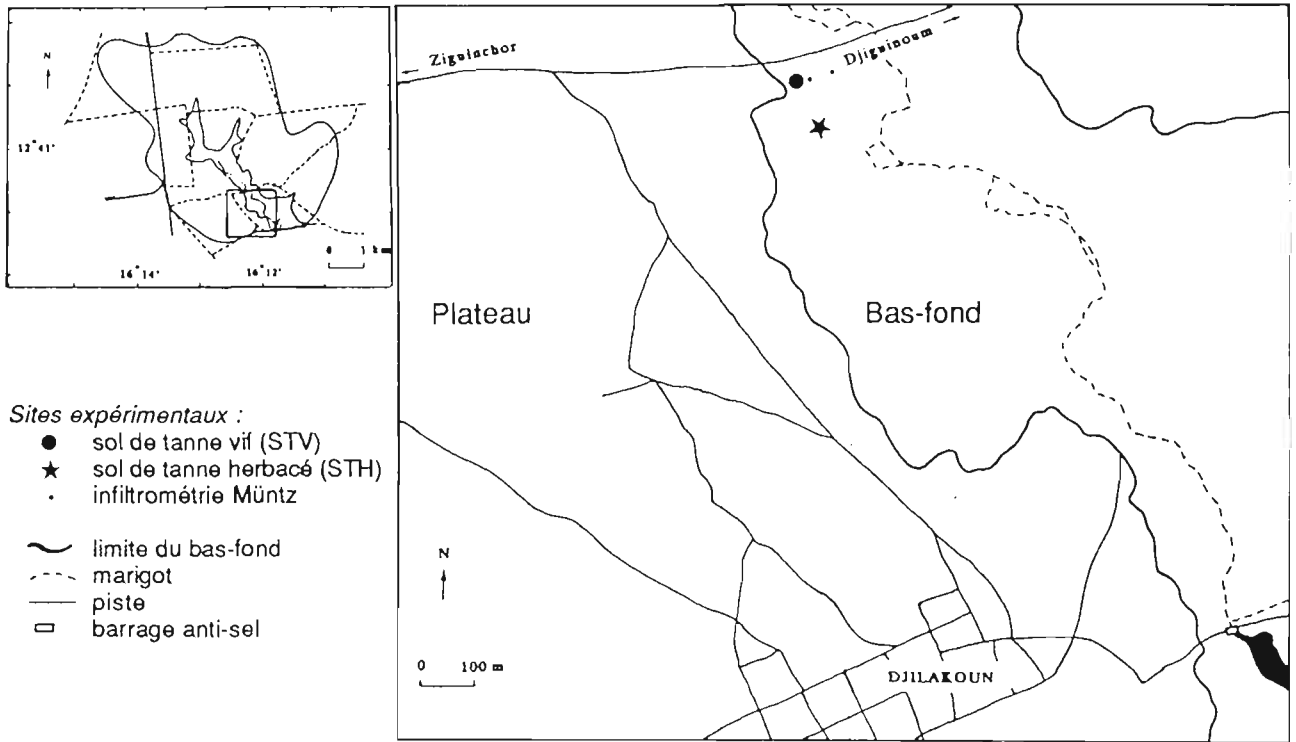 N
12°41'
16°14'
16°12'
0 1 km
Sites expérimentaux :
sol de tanne vif (STV)
sol de tanne herbacé (STH)
infiltrométrie Müntz
limite du bas-fond
marigot
piste
barrage anti-sel
Ziguinchor
Djiguinoum
Plateau
Bas-fond
N
0 100 m
DJILAKOUN